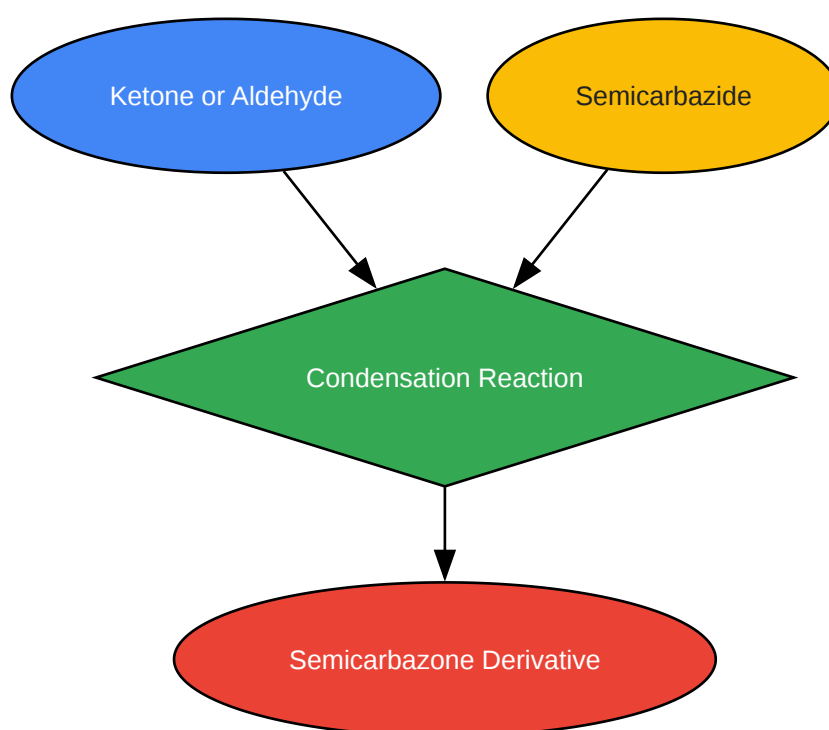 Ketone or Aldehyde
Semicarbazide
Condensation Reaction
Semicarbazone Derivative